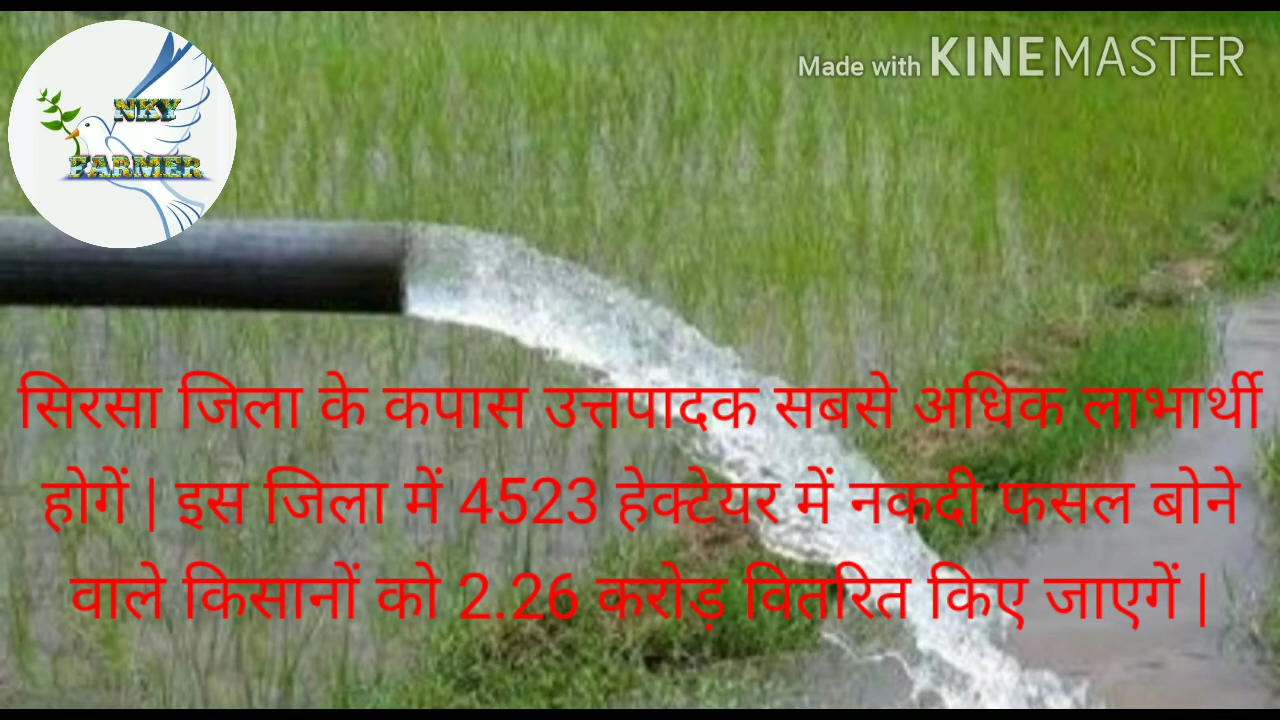 NKY
FARMER
Made with KINEMASTER
सिरसा जिला के कपास उत्तपादक सबसे अधिक लाभार्थी
होगें | इस जिला में 4523 हेक्टेयर में नकदी फसल बोने
वाले किसानों को 2.26 करोड़ वितरित किए जाएगें |